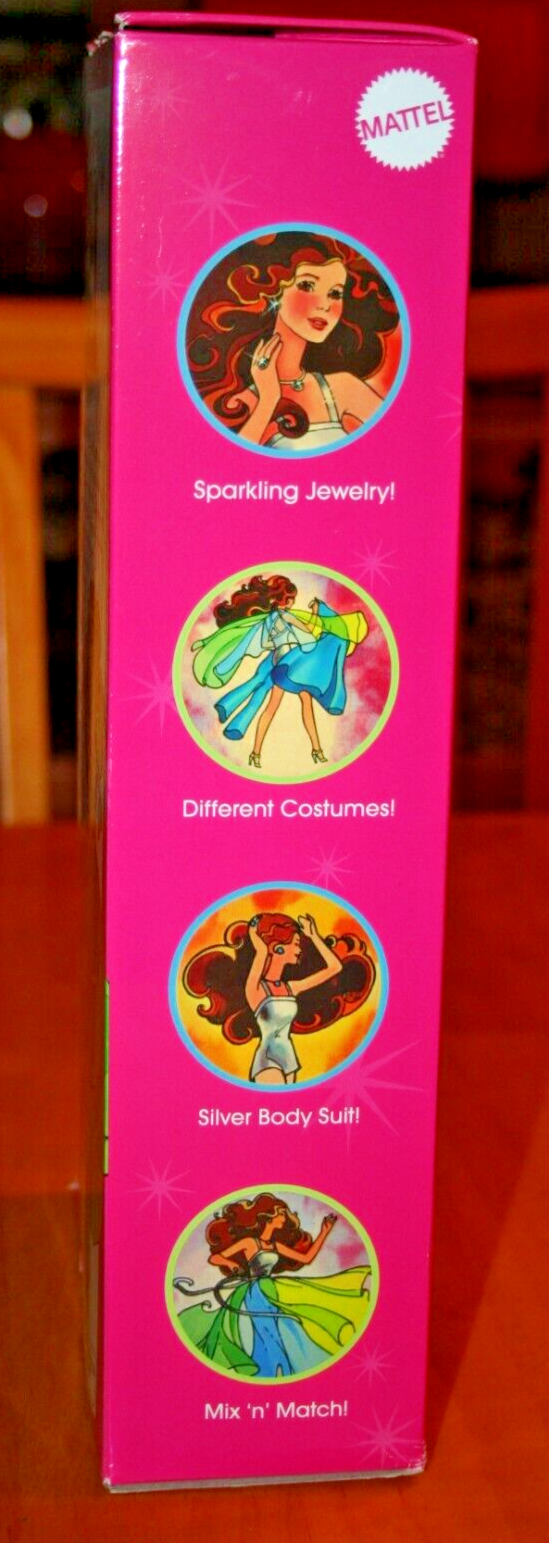 MATTEL
Sparkling Jewelry!
Different Costumes!
Silver Body Suit!
Mix 'n' Match!